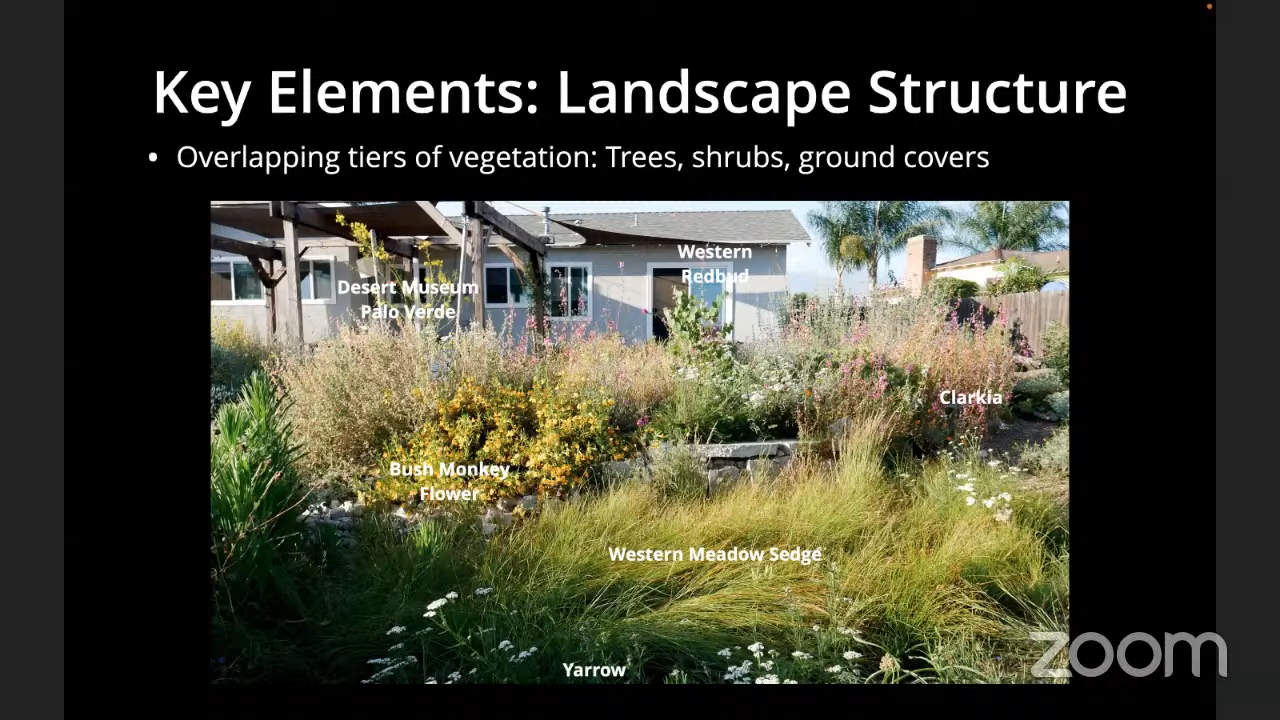 Key Elements: Landscape Structure
• Overlapping tiers of vegetation: Trees, shrubs, ground covers
Western
Redbud
Desert Museum
Palo Verde
Clarkia
Bush Monkey
Flower
Western Meadow Sedge
Yarrow
zoom